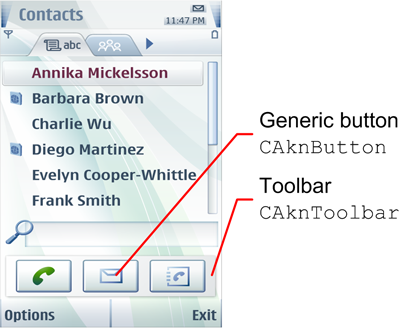 Contacts
11:47 PM
abc
Annika Mickelsson
Barbara Brown
Charlie Wu
Diego Martinez
Evelyn Cooper-Whittle
Frank Smith
Options
Exit
Generic button
CAknButton
Toolbar
CAknToolbar